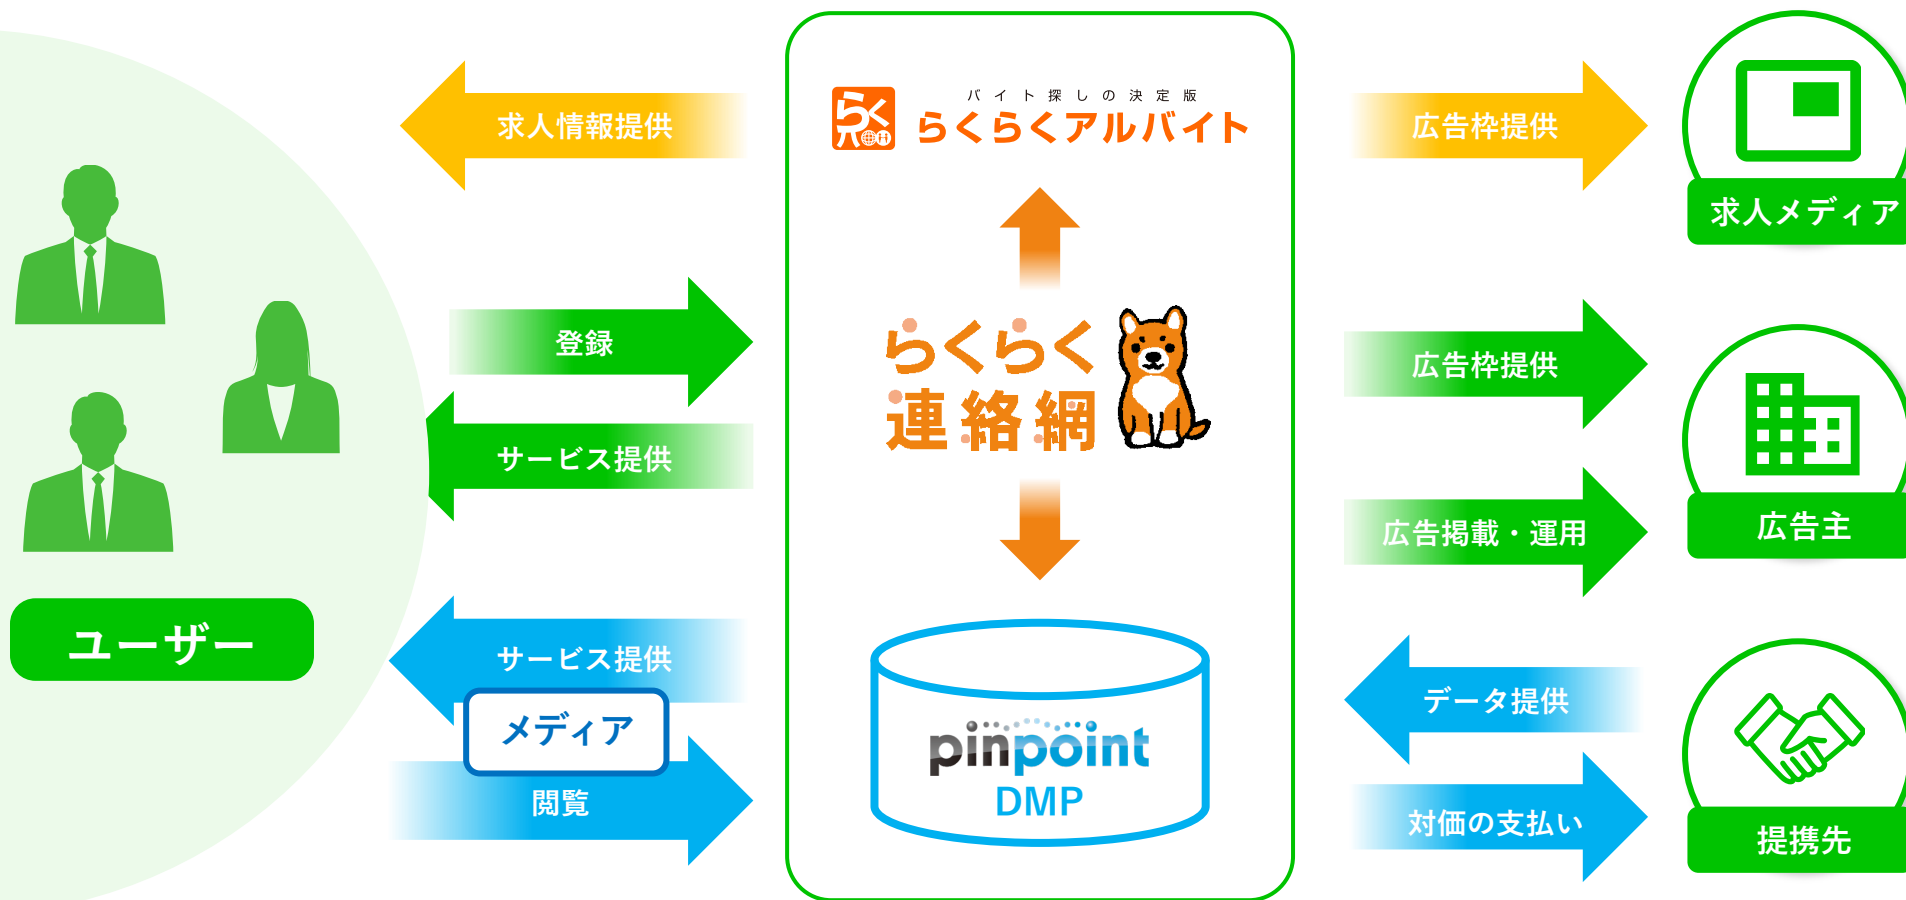 求人情報提供
登録
サービス提供
ユーザー
サービス提供
メディア
閲覧
らく
バイト探しの決定版
らくらくアルバイト
らくらく
連絡網
pinpoint
DMP
広告枠提供
求人メディア
広告枠提供
広告掲載・運用
広告主
データ提供
対価の支払い
提携先